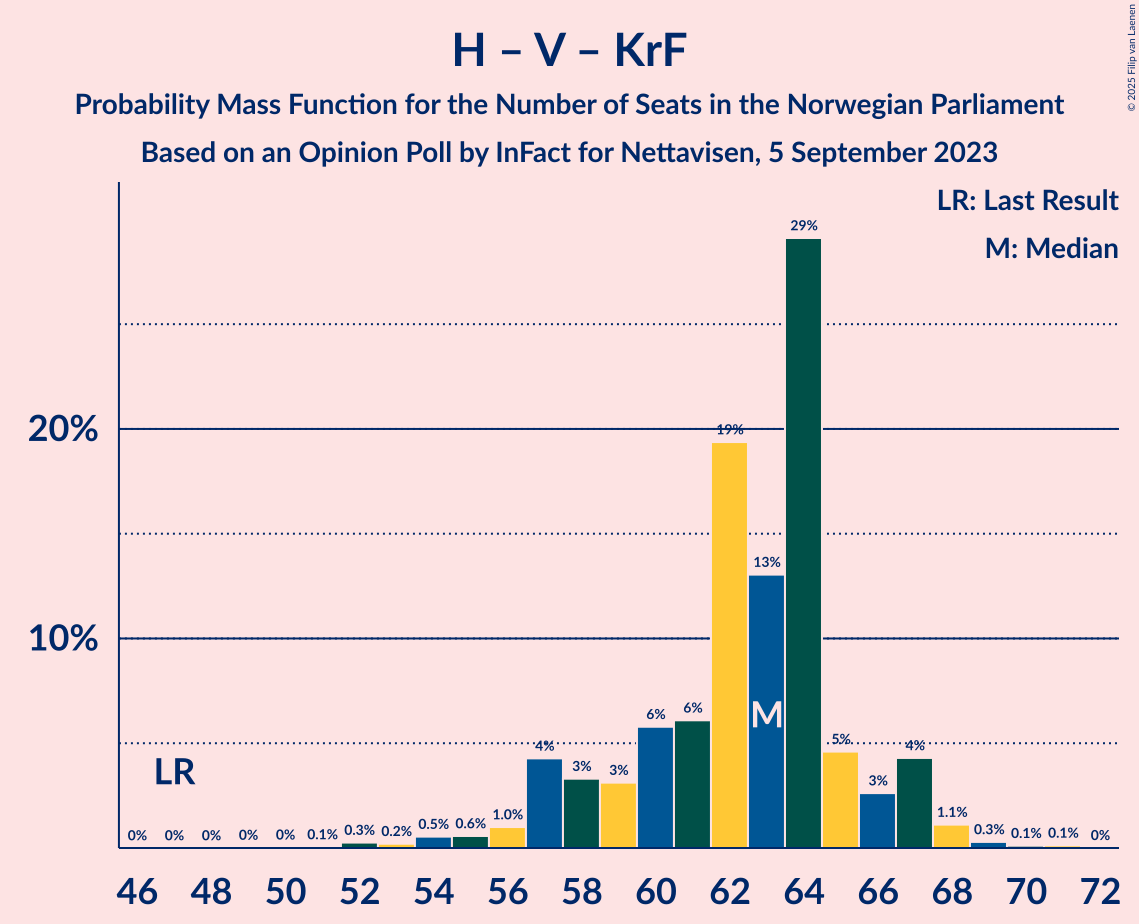 H – V – KrF
Probability Mass Function for the Number of Seats in the Norwegian Parliament
Based on an Opinion Poll by InFact for Nettavisen, 5 September 2023
© 2025 Filip van Laenen
LR: Last Result
M: Median
20%
10%
LR
M
0% 0% 0% 0% 0% 0.1% 0.3% 0.2% 0.5% 0.6% 1.0% 4% 3% 3% 6% 6% 19% 13% 29% 5% 3% 4% 1.1% 0.3% 0.1% 0.1% 0%
46 48 50 52 54 56 58 60 62 64 66 68 70 72